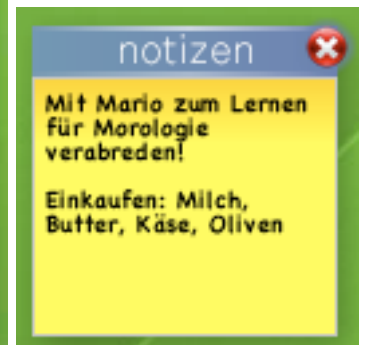 notizen
Mit Mario zum Lernen
für Morologie
verabreden!
Einkaufen: Milch,
Butter, Käse, Oliven